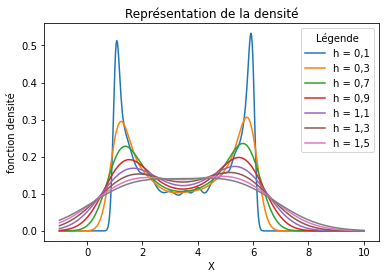 Représentation de la densité
fonction densité
0.5
0.4
0.3
0.2
0.1
0.0
Légende
h = 0,1
h = 0,3
h = 0,7
h = 0,9
h = 1,1
h = 1,3
h = 1,5
0
2
4
6
8
10
X